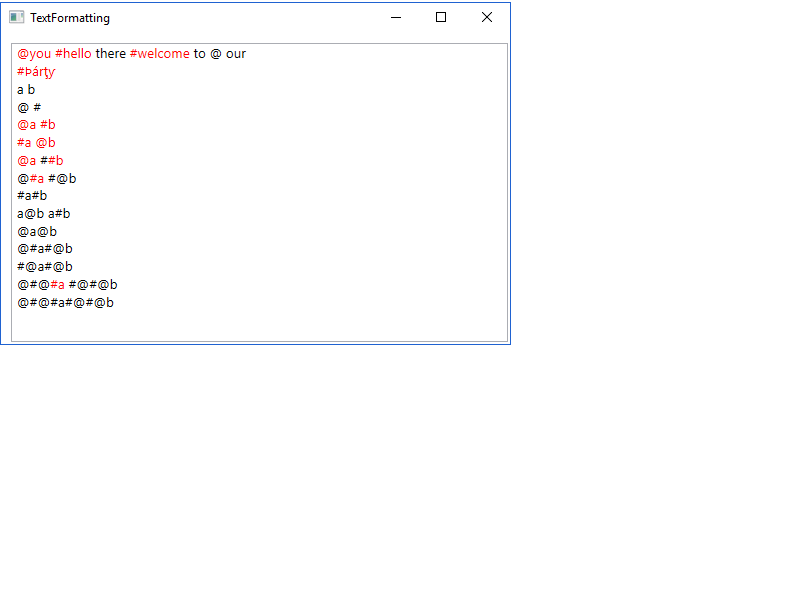 TextFormatting
@you #hello there #welcome to @ our
#Þárţy
a b
@ #
@a #b
#a @b
@a ##b
@#a #@b
#a#b
a@b a#b
@a@b
@#a#@b
#@a#@b
@#@#a #@#@b
@#@#a#@#@b